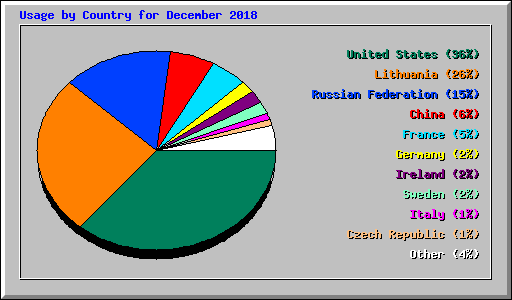 Usage by Country for December 2018
United States (36%)
Lithuania (26%)
Russian Federation (15%)
China (6%)
France (5%)
Germany (2%)
Ireland (2%)
Sweden (2%)
Italy (1%)
Czech Republic (1%)
Other (4%)